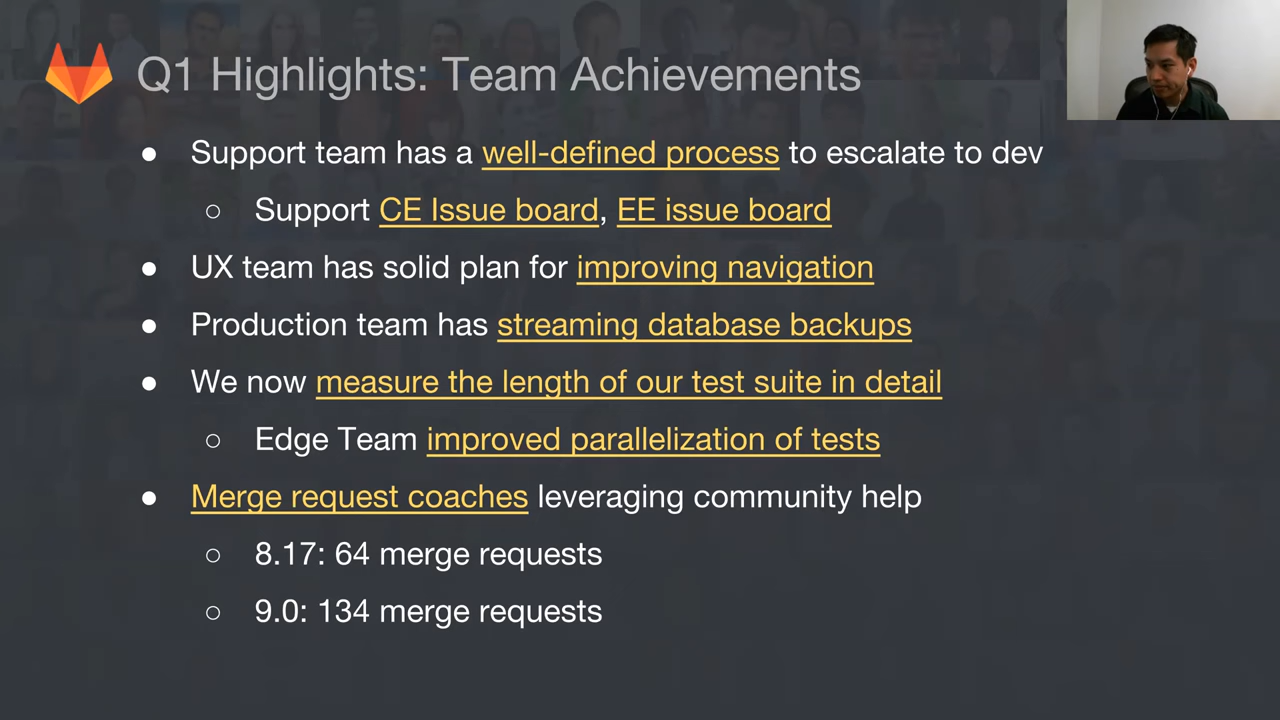 Q1 Highlights: Team Achievements
● Support team has a well-defined process to escalate to dev
○ Support CE Issue board, EE issue board
● UX team has solid plan for improving navigation
● Production team has streaming database backups
● We now measure the length of our test suite in detail
○ Edge Team improved parallelization of tests
● Merge request coaches leveraging community help
○ 8.17: 64 merge requests
○ 9.0: 134 merge requests